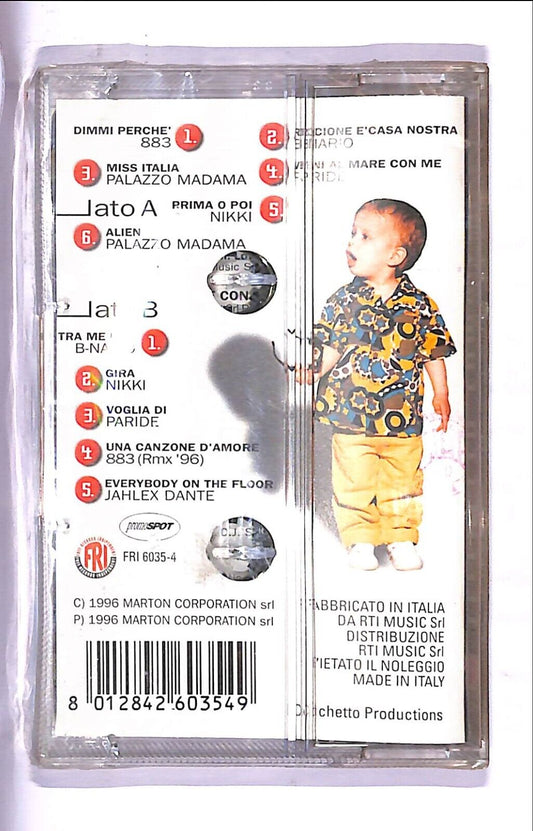 DIMMI PERCHE' 1.
883
2. E'CASA NOSTRA
3. MISS ITALIA
PALAZZO MADAMA
4. MARE CON ME
lato A
PRIMA O POI 5.
NIKKI
6. ALIEN
PALAZZO MADAMA
CON
B
TRA ME 1.
B-NA
2. GIRA
NIKKI
3. VOGLIA DI
PARIDE
4. UNA CANZONE D'AMORE
883 (Rmx '96)
5. EVERYBODY ON THE FLOOR
JAHLEX DANTE
promoSPOT
C.J. S.
FRI
FRI 6035-4
C) 1996 MARTON CORPORATION srl
P) 1996 MARTON CORPORATION srl
8 012842 603549
FABBRICATO IN ITALIA
DA RTI MUSIC Srl
DISTRIBUZIONE
RTI MUSIC Srl
VIETATO IL NOLEGGIO
MADE IN ITALY
Productions